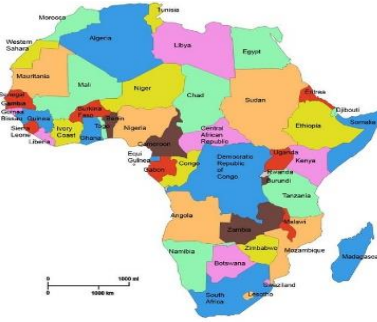 Tunisia
Morocco
Algeria
Libya
Egypt
Western
Sahara
Mauritania
Mali
Niger
Chad
Sudan
Eritrea
Djibouti
Somalia
Ethiopia
Senegal
Gambia
Guinea
Bissau
Guinea
Sierra
Leone
Liberia
Ivory
Coast
Burkina
Faso
Ghana
Togo
Benin
Nigeria
Cameroon
Central
African
Republic
Equi
Guinea
Gabon
Congo
Democratic
Republic
of
Congo
Uganda
Kenya
Rwanda
Burundi
Tanzania
Angola
Zambia
Malawi
Mozambique
Zimbabwe
Namibia
Botswana
Madagascar
Swaziland
Lesotho
South
Africa
0 1000 mi
0 1000 km